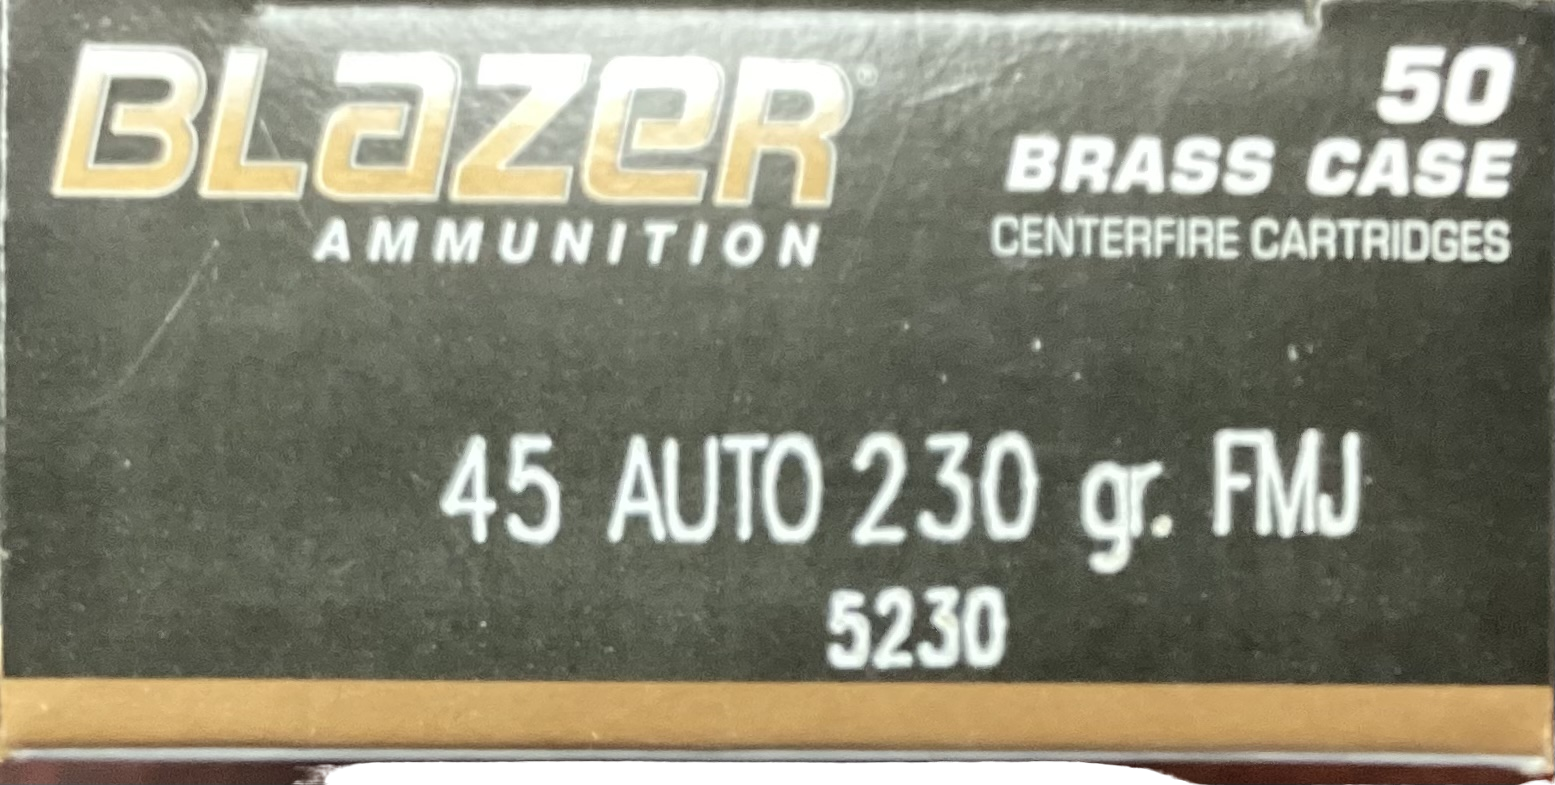 BLazeR®
AMMUNITION
50
BRASS CASE
CENTERFIRE CARTRIDGES
45 AUTO 230 gr. FMJ
5230